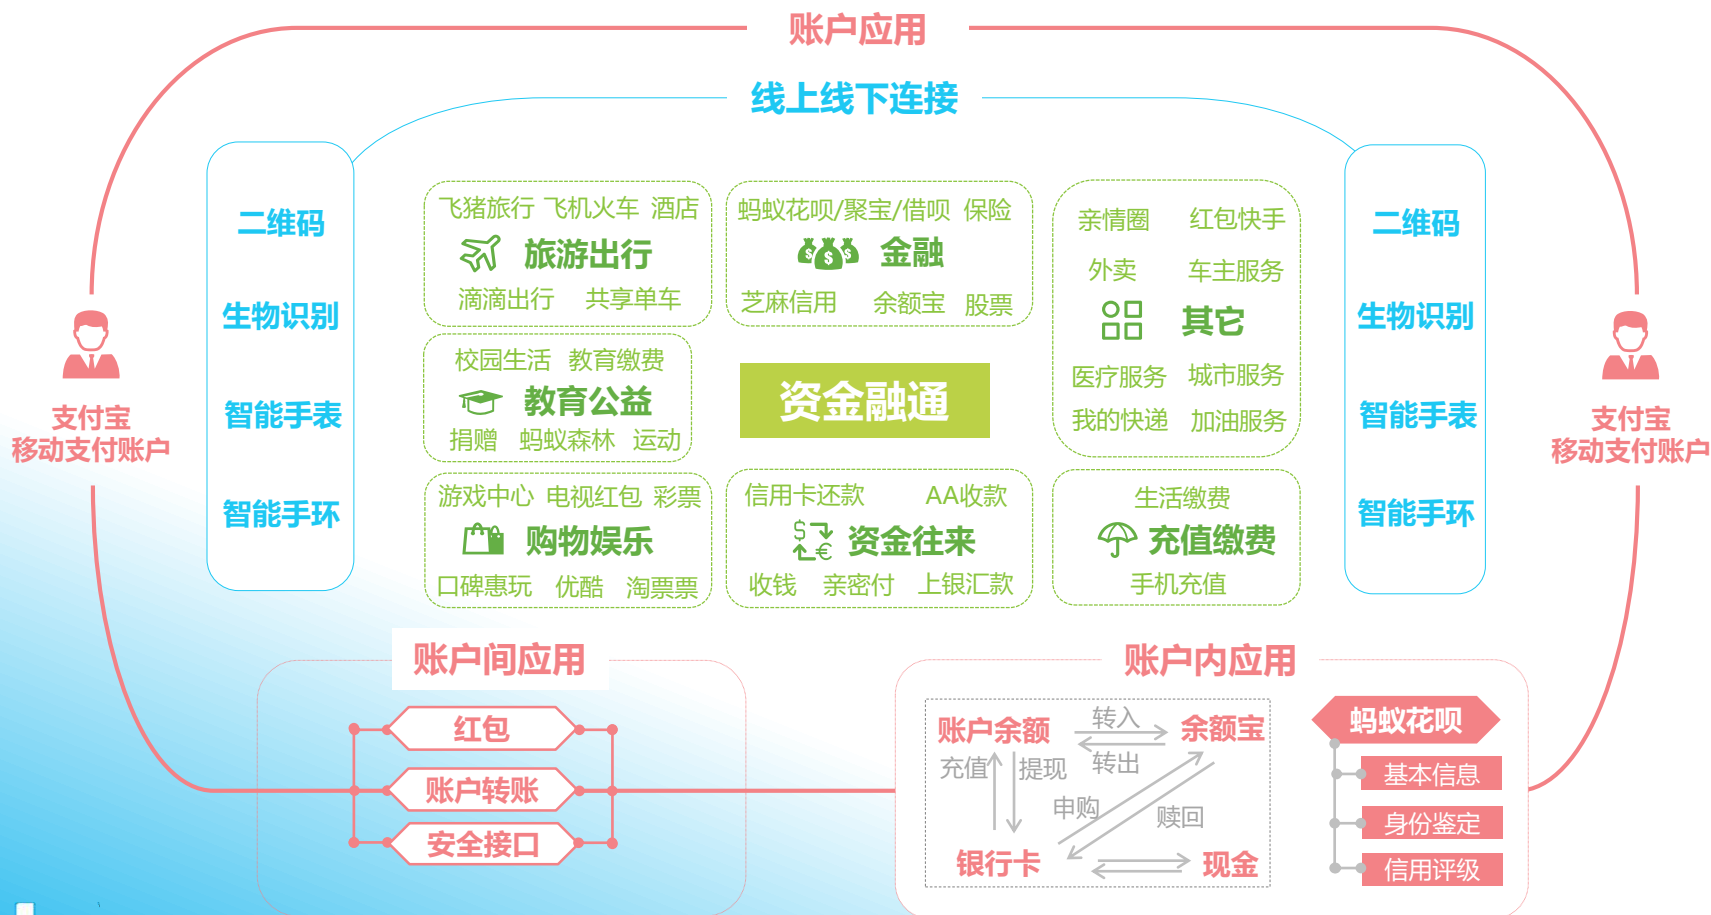 账户应用
线上线下连接
二维码
生物识别
智能手表
智能手环
支付宝
移动支付账户
飞猪旅行 飞机火车 酒店
旅游出行
滴滴出行 共享单车
蚂蚁花呗/聚宝/借呗 保险
金融
芝麻信用 余额宝 股票
亲情圈 红包快手
外卖 车主服务
其它
医疗服务 城市服务
我的快递 加油服务
校园生活 教育缴费
教育公益
捐赠 蚂蚁森林 运动
资金融通
游戏中心 电视红包 彩票
购物娱乐
口碑惠玩 优酷 淘票票
信用卡还款 AA收款
资金往来
收钱 亲密付 上银汇款
生活缴费
充值缴费
手机充值
二维码
生物识别
智能手表
智能手环
支付宝
移动支付账户
账户间应用
红包
账户转账
安全接口
账户内应用
账户余额 转入 余额宝
充值 提现 转出
申购 赎回
银行卡 现金
蚂蚁花呗
基本信息
身份鉴定
信用评级